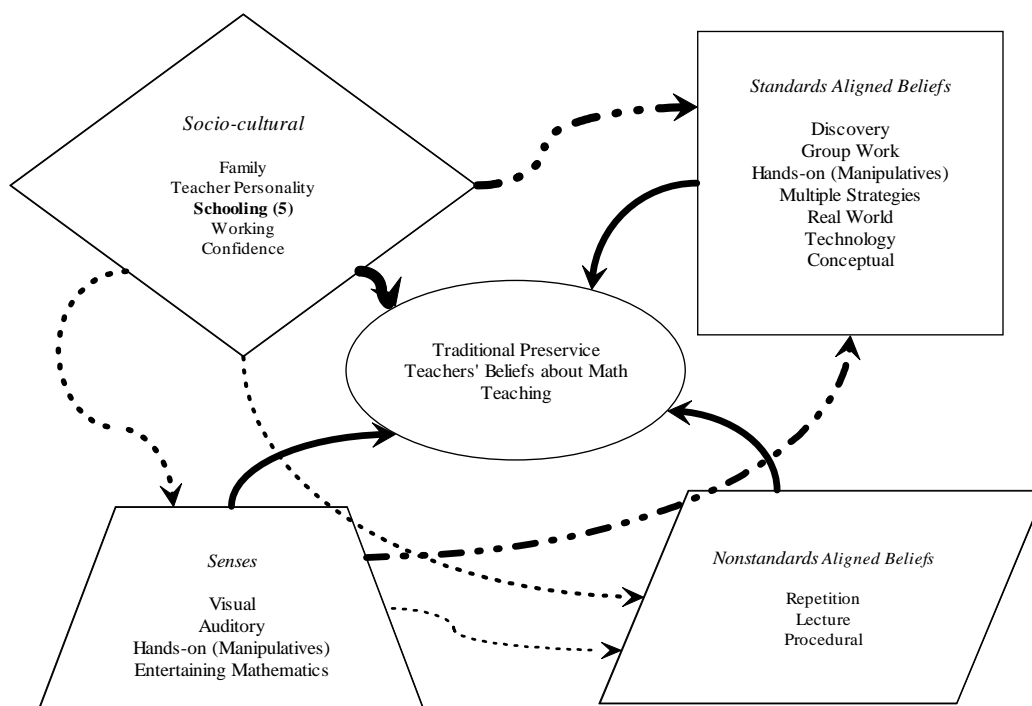 Socio-cultural
Family
Teacher Personality
Schooling (5)
Working
Confidence
Standards Aligned Beliefs
Discovery
Group Work
Hands-on (Manipulatives)
Multiple Strategies
Real World
Technology
Conceptual
Traditional Preservice
Teachers' Beliefs about Math
Teaching
Senses
Visual
Auditory
Hands-on (Manipulatives)
Entertaining Mathematics
Nonstandards Aligned Beliefs
Repetition
Lecture
Procedural